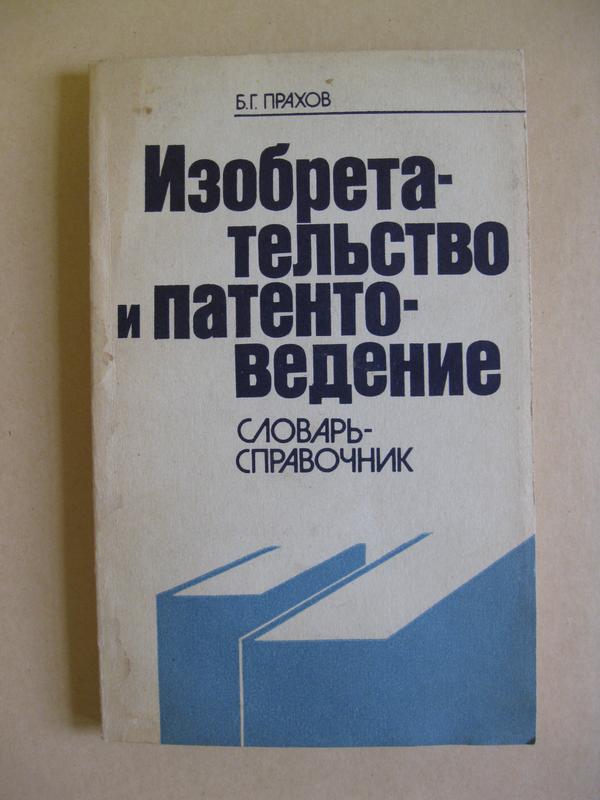 Б.Г. ПРАХОВ
Изобрета-
тельство
и патенто-
ведение
СЛОВАРЬ-
СПРАВОЧНИК